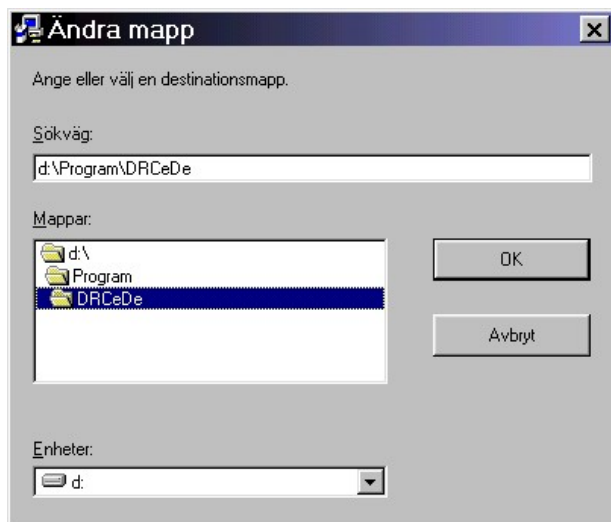 Ändra mapp
Ange eller välj en destinationsmapp.
Sökväg:
d:\Program\DRCeDe
Mappar:
d:\
Program
DRCeDe
OK
Avbryt
Enheter:
d: